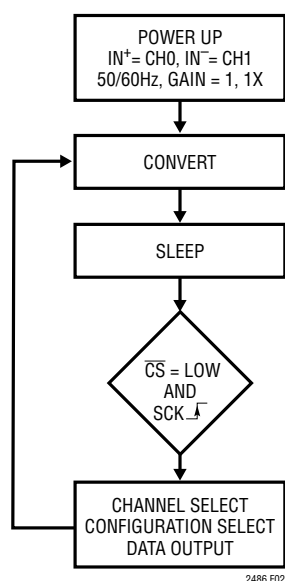 POWER UP
IN⁺= CH0, IN⁻= CH1
50/60Hz, GAIN = 1, 1X
CONVERT
SLEEP
C̅S̅ = LOW
AND
SCK
CHANNEL SELECT
CONFIGURATION SELECT
DATA OUTPUT
2486 F02